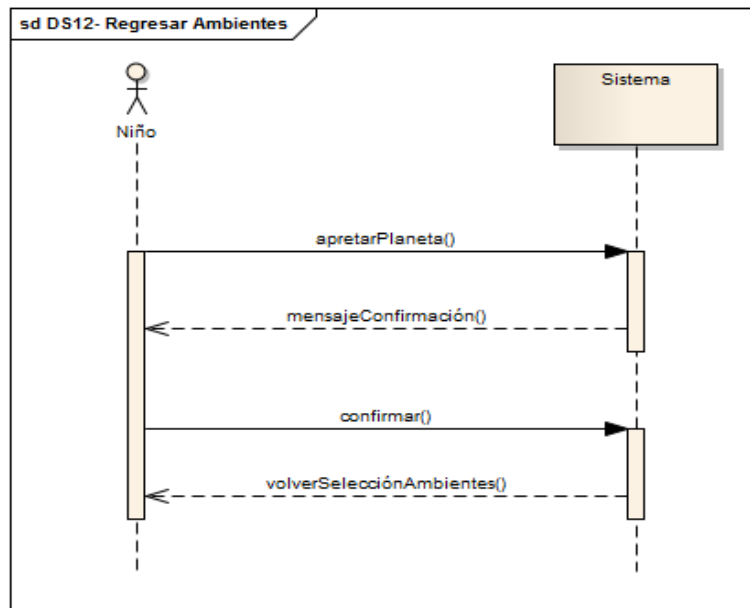 sd DS12- Regresar Ambientes
Niño
Sistema
apretarPlaneta()
mensajeConfirmación()
confirmar()
volverSelecciónAmbientes()